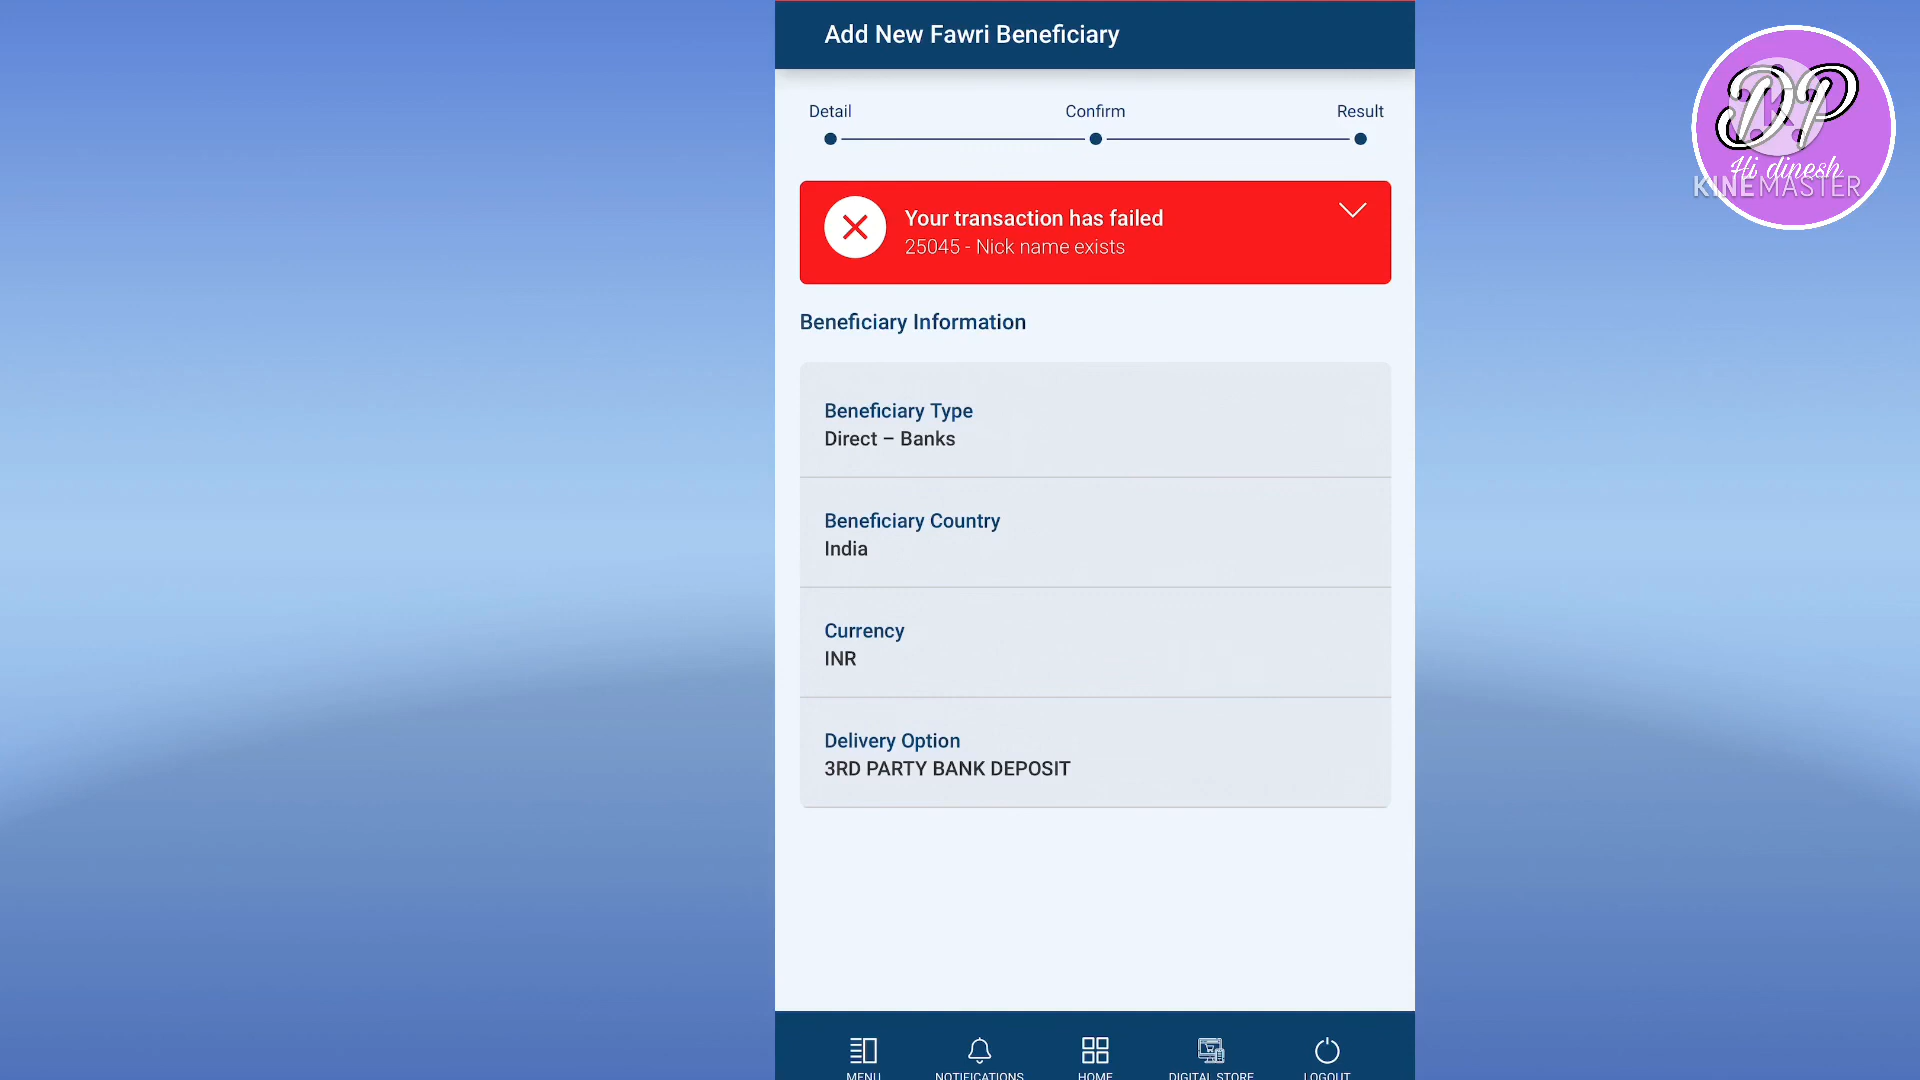 Add New Fawri Beneficiary
Detail
Confirm
Result
Your transaction has failed
25045 - Nick name exists
Beneficiary Information
Beneficiary Type
Direct – Banks
Beneficiary Country
India
Currency
INR
Delivery Option
3RD PARTY BANK DEPOSIT
MENU
NOTIFICATIONS
HOME
DIGITAL STORE
LOGOUT
DP
K
Hi dinesh
KINEMASTER